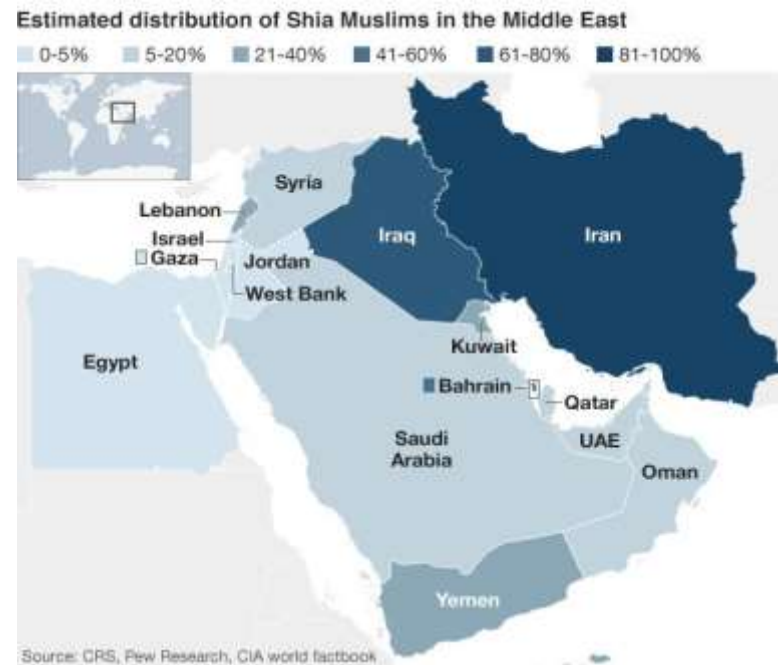 Estimated distribution of Shia Muslims in the Middle East
0-5% 5-20% 21-40% 41-60% 61-80% 81-100%
Syria
Lebanon
Israel
Iraq
Iran
Gaza
Jordan
West Bank
Egypt
Kuwait
Bahrain
Qatar
Saudi
Arabia
UAE
Oman
Yemen
Source: CRS, Pew Research, CIA world factbook